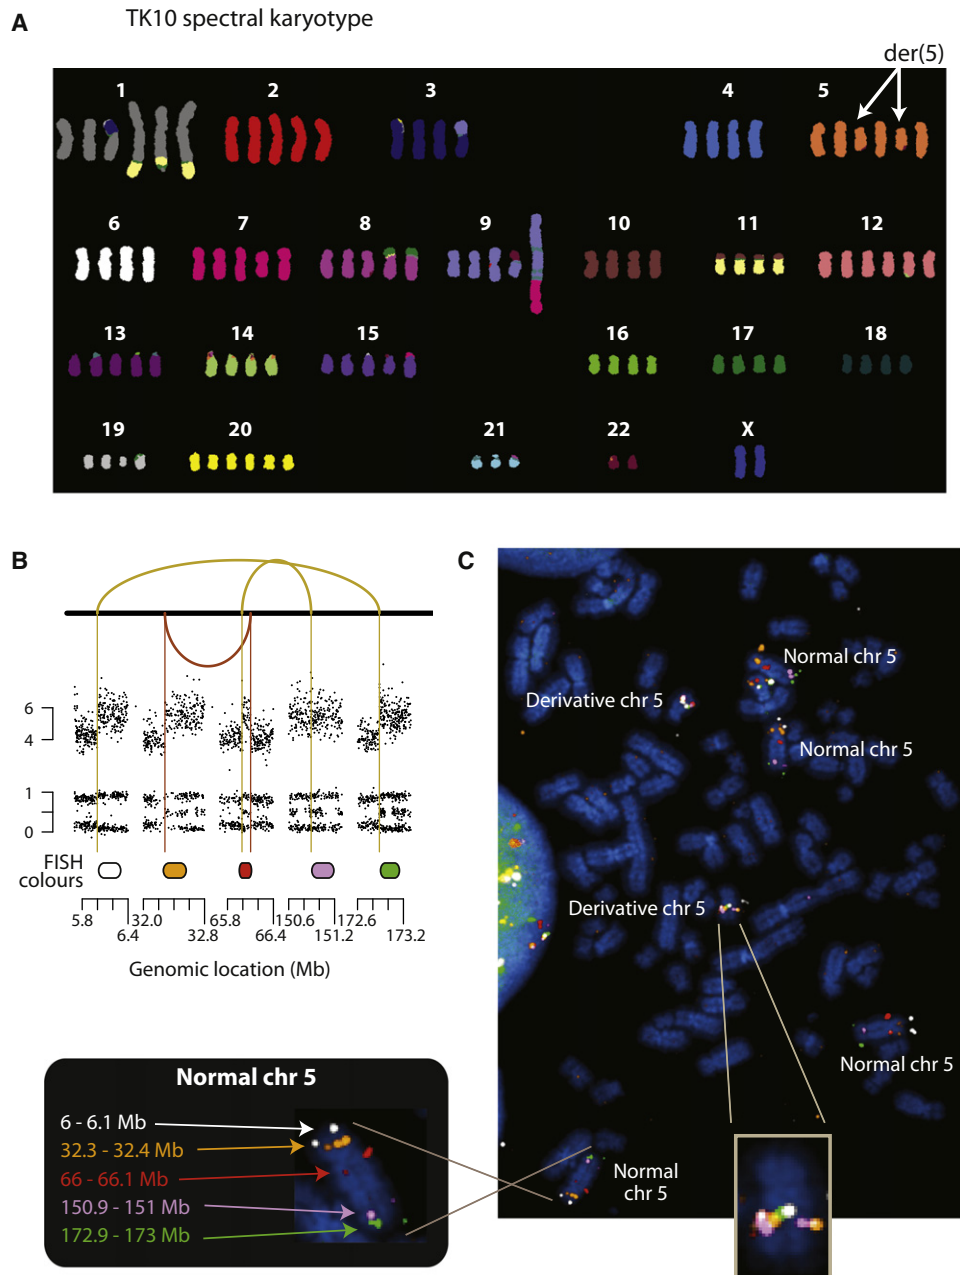 A
TK10 spectral karyotype
der(5)
1 2 3 4 5
6 7 8 9 10 11 12
13 14 15 16 17 18
19 20 21 22 X
B
6
4
1
0
FISH
colours
5.8 32.0 65.8 150.6 172.6
6.4 32.8 66.4 151.2 173.2
Genomic location (Mb)
C
Normal chr 5
Derivative chr 5
Normal chr 5
Derivative chr 5
Normal chr 5
Normal
chr 5
Normal chr 5
6 - 6.1 Mb
32.3 - 32.4 Mb
66 - 66.1 Mb
150.9 - 151 Mb
172.9 - 173 Mb